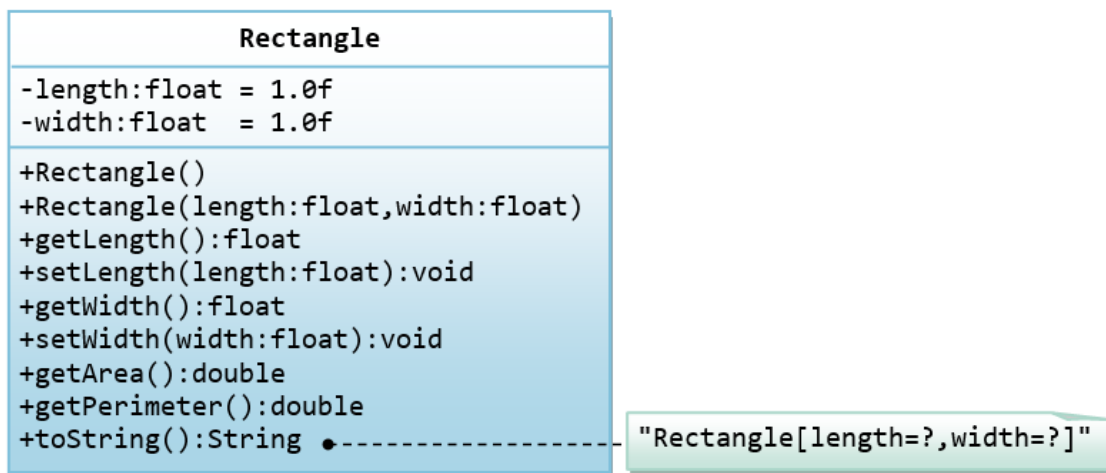 Rectangle
-length:float = 1.0f
-width:float  = 1.0f
+Rectangle()
+Rectangle(length:float,width:float)
+getLength():float
+setLength(length:float):void
+getWidth():float
+setWidth(width:float):void
+getArea():double
+getPerimeter():double
+toString():String
"Rectangle[length=?,width=?]"